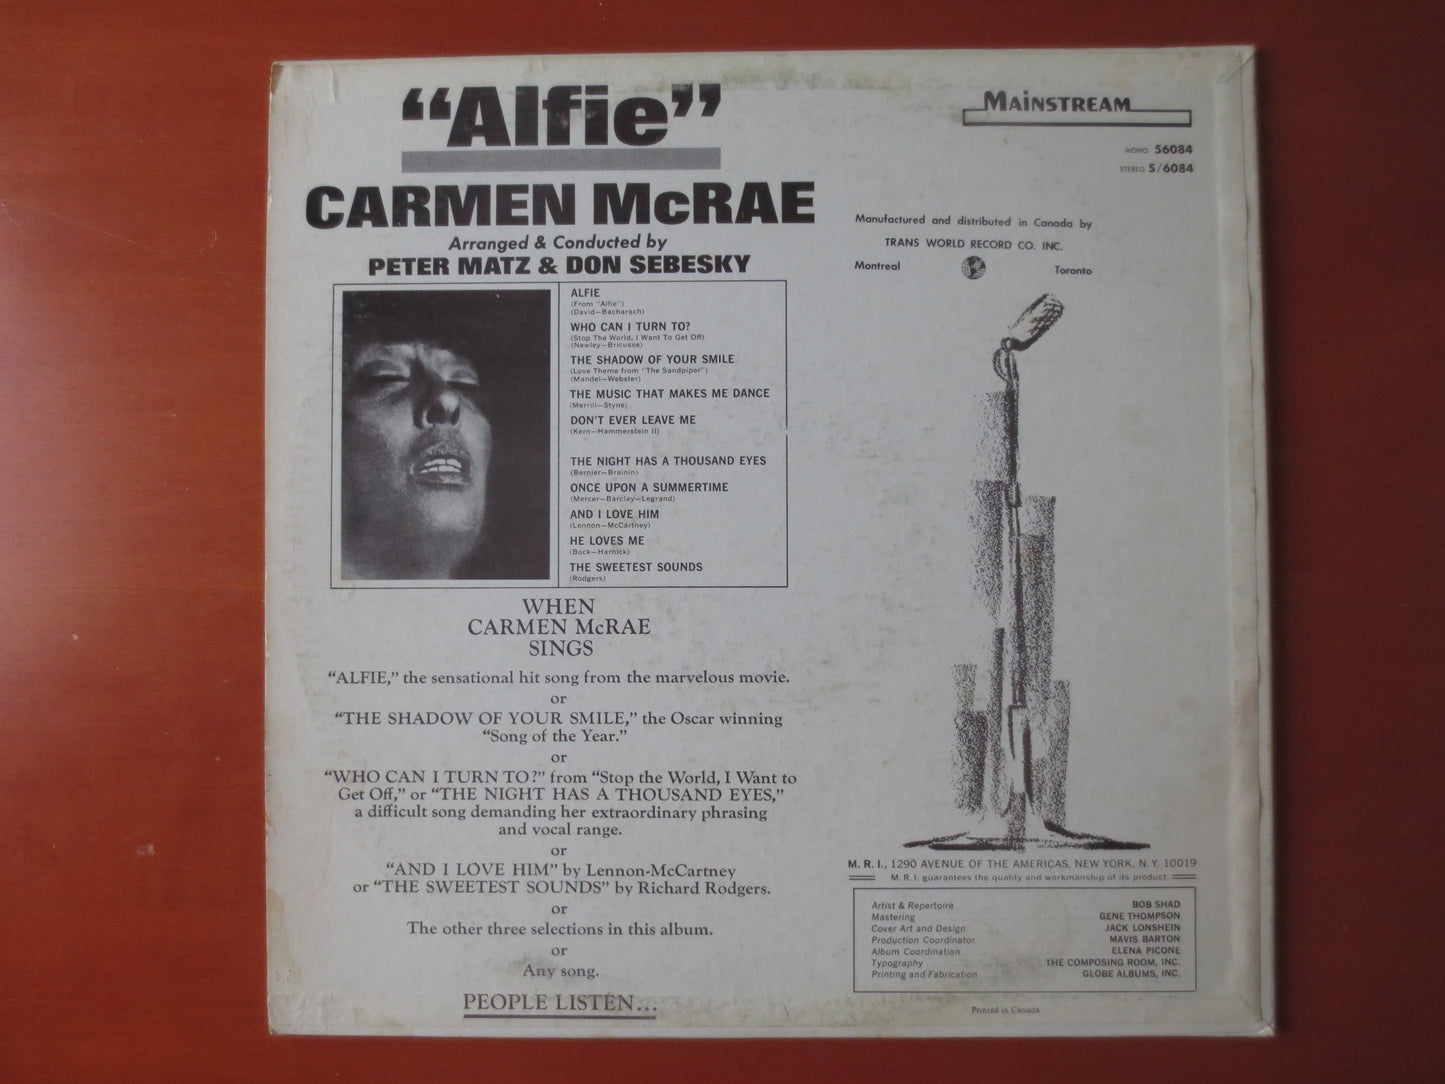 “Alfie”
CARMEN McRAE
Arranged & Conducted by
PETER MATZ & DON SEBESKY
ALFIE
(From "Alfie")
(David—Bacharach)
WHO CAN I TURN TO?
(Stop The World, I Want To Get Off)
(Newley—Bricusse)
THE SHADOW OF YOUR SMILE
(Love Theme from "The Sandpiper")
(Mandel—Webster)
THE MUSIC THAT MAKES ME DANCE
(Merrill—Styne)
DON'T EVER LEAVE ME
(Kern—Hammerstein II)
THE NIGHT HAS A THOUSAND EYES
(Bernier—Brainin)
ONCE UPON A SUMMERTIME
(Mercer—Barclay—Legrand)
AND I LOVE HIM
(Lennon—McCartney)
HE LOVES ME
(Bock—Harnick)
THE SWEETEST SOUNDS
(Rodgers)
WHEN
CARMEN McRAE
SINGS
“ALFIE,” the sensational hit song from the marvelous movie.
or
“THE SHADOW OF YOUR SMILE,” the Oscar winning
“Song of the Year.”
or
“WHO CAN I TURN TO?” from “Stop the World, I Want to
Get Off,” or “THE NIGHT HAS A THOUSAND EYES,”
a difficult song demanding her extraordinary phrasing
and vocal range.
or
“AND I LOVE HIM” by Lennon-McCartney
or “THE SWEETEST SOUNDS” by Richard Rodgers.
or
The other three selections in this album.
or
Any song.
PEOPLE LISTEN...
MAiNSTREAM
MONO 56084
STEREO S/6084
Manufactured and distributed in Canada by
TRANS WORLD RECORD CO. INC.
Montreal Toronto
M. R. I., 1290 AVENUE OF THE AMERICAS, NEW YORK, N. Y. 10019
M. R. I. guarantees the quality and workmanship of its product.
Artist & Repertoire BOB SHAD
Mastering GENE THOMPSON
Cover Art and Design JACK LONSHEIN
Production Coordinator MAVIS BARTON
Album Coordination ELENA PICONE
Typography THE COMPOSING ROOM, INC.
Printing and Fabrication GLOBE ALBUMS, INC.
Printed in Canada